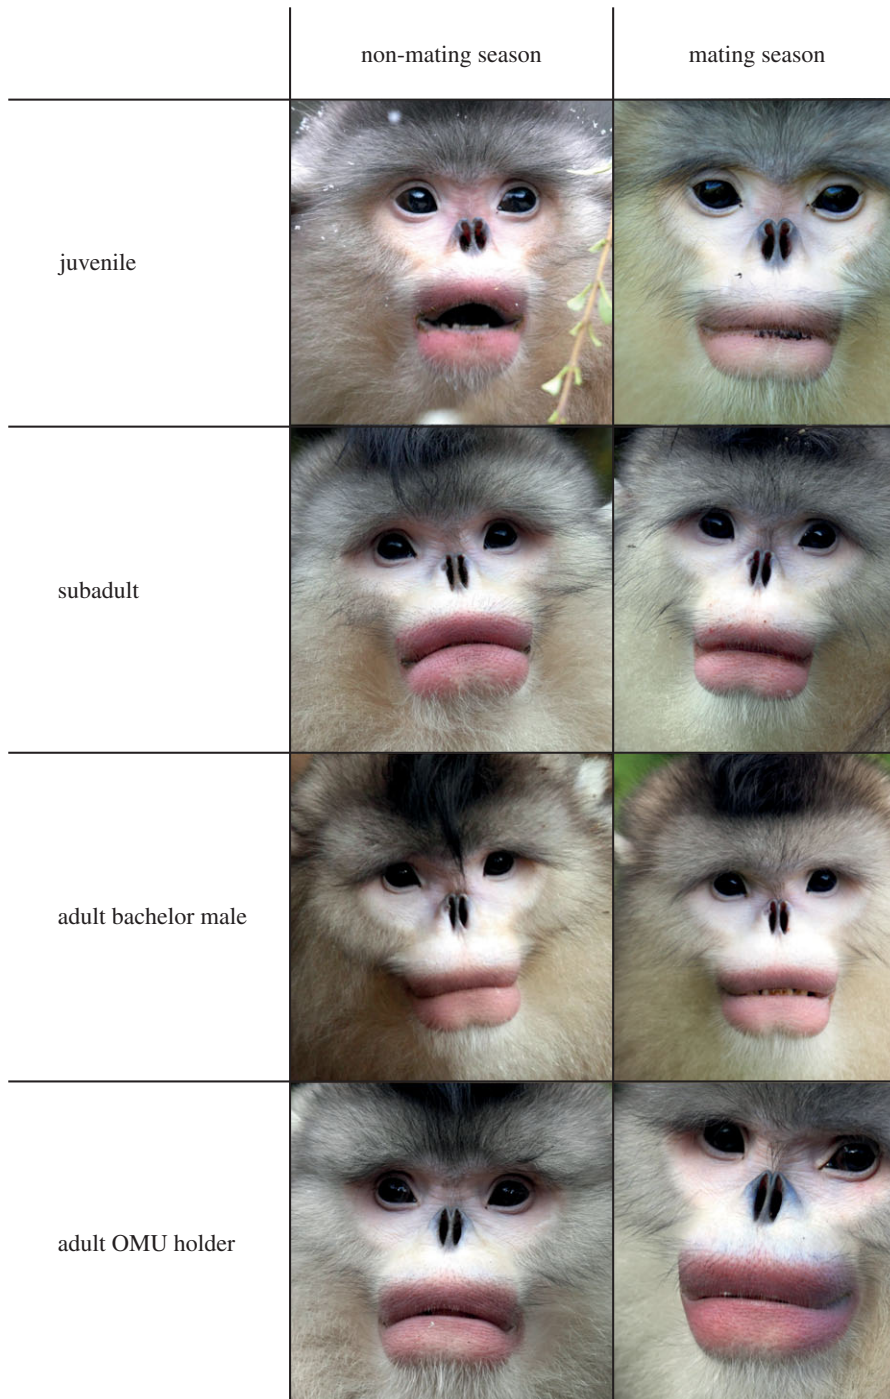 non-mating season
mating season
juvenile
subadult
adult bachelor male
adult OMU holder